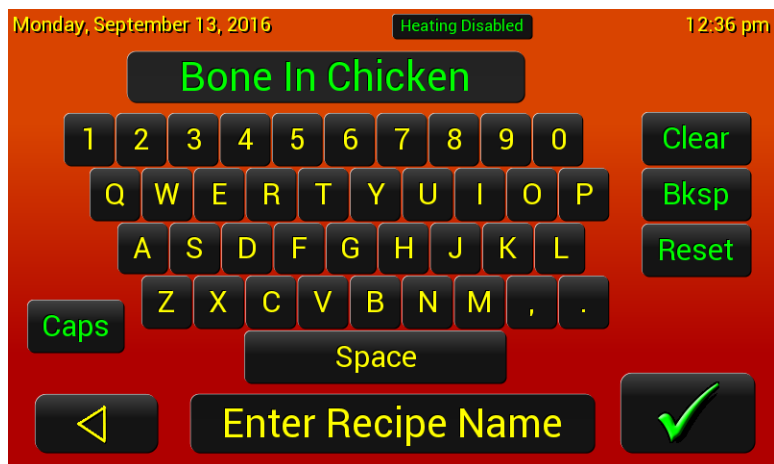 Monday, September 13, 2016 Heating Disabled 12:36 pm
Bone In Chicken
1 2 3 4 5 6 7 8 9 0 Clear
Q W E R T Y U I O P Bksp
A S D F G H J K L Reset
Z X C V B N M , .
Caps
Space
Enter Recipe Name